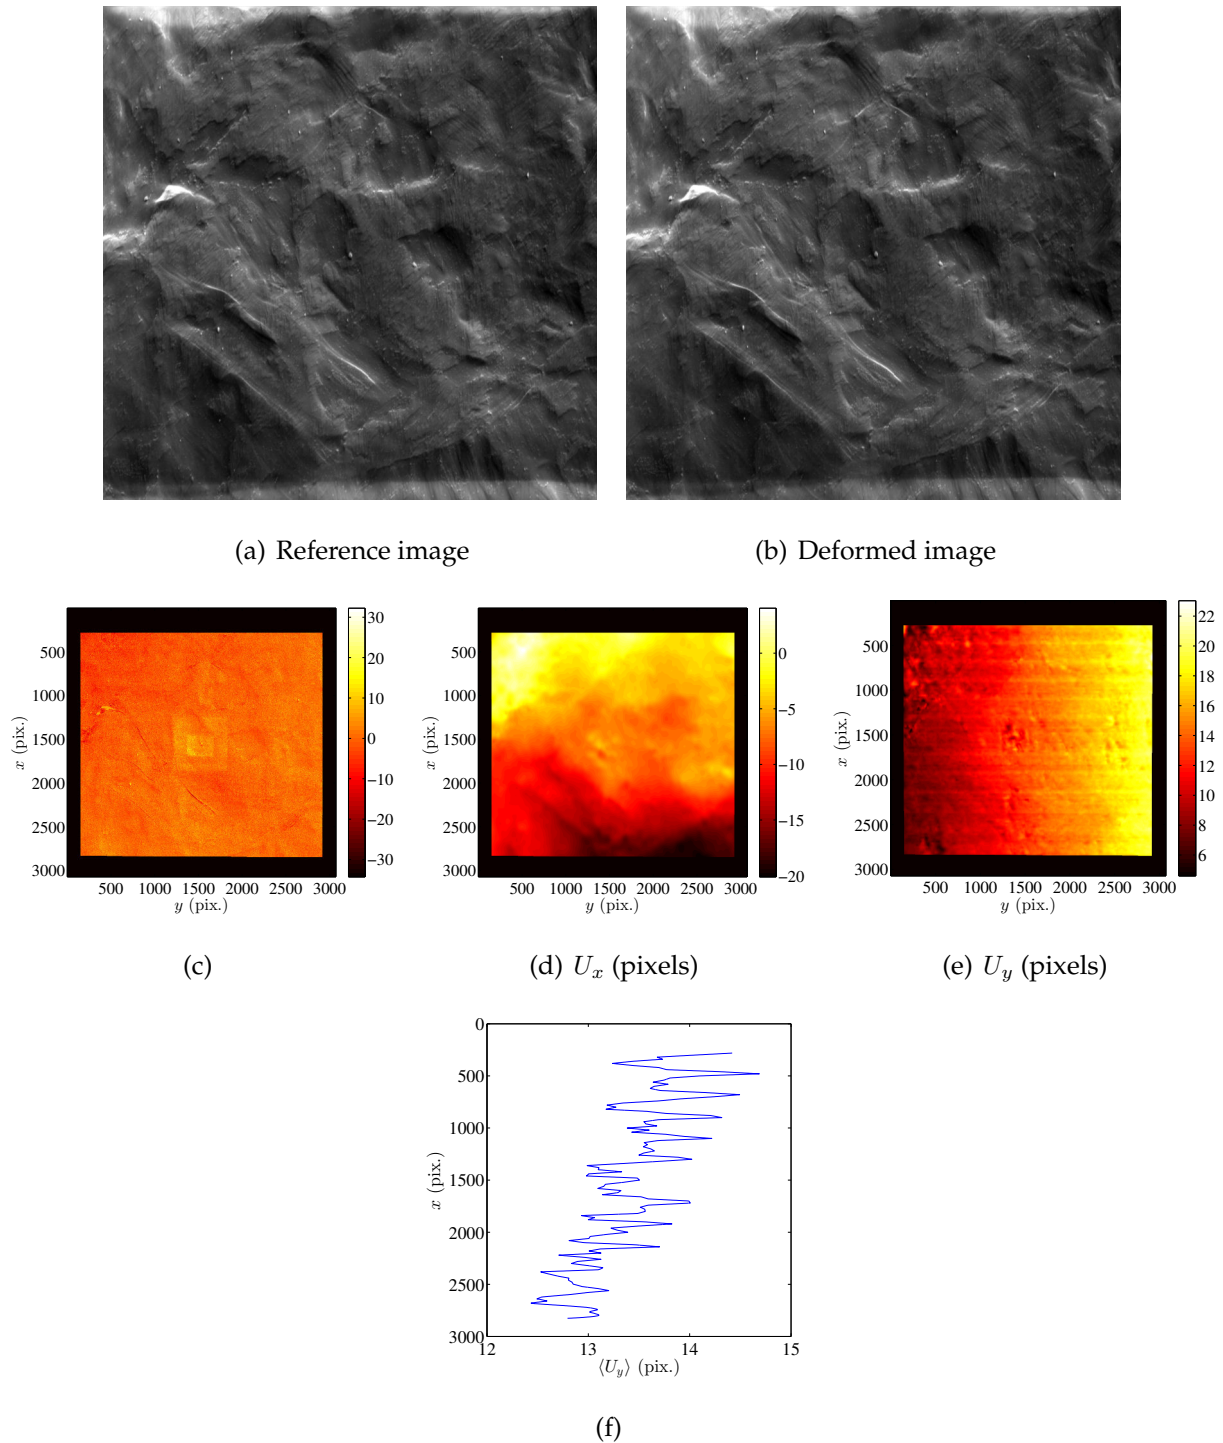 (a) Reference image
(b) Deformed image
500
1000
1500
2000
2500
3000
x (pix.)
500 1000 1500 2000 2500 3000
y (pix.)
30
20
10
0
−10
−20
−30
(c)
500
1000
1500
2000
2500
3000
x (pix.)
500 1000 1500 2000 2500 3000
y (pix.)
0
−5
−10
−15
−20
(d) U_x (pixels)
500
1000
1500
2000
2500
3000
x (pix.)
500 1000 1500 2000 2500 3000
y (pix.)
22
20
18
16
14
12
10
8
6
(e) U_y (pixels)
0
500
1000
1500
2000
2500
3000
x (pix.)
12 13 14 15
⟨U_y⟩ (pix.)
(f)